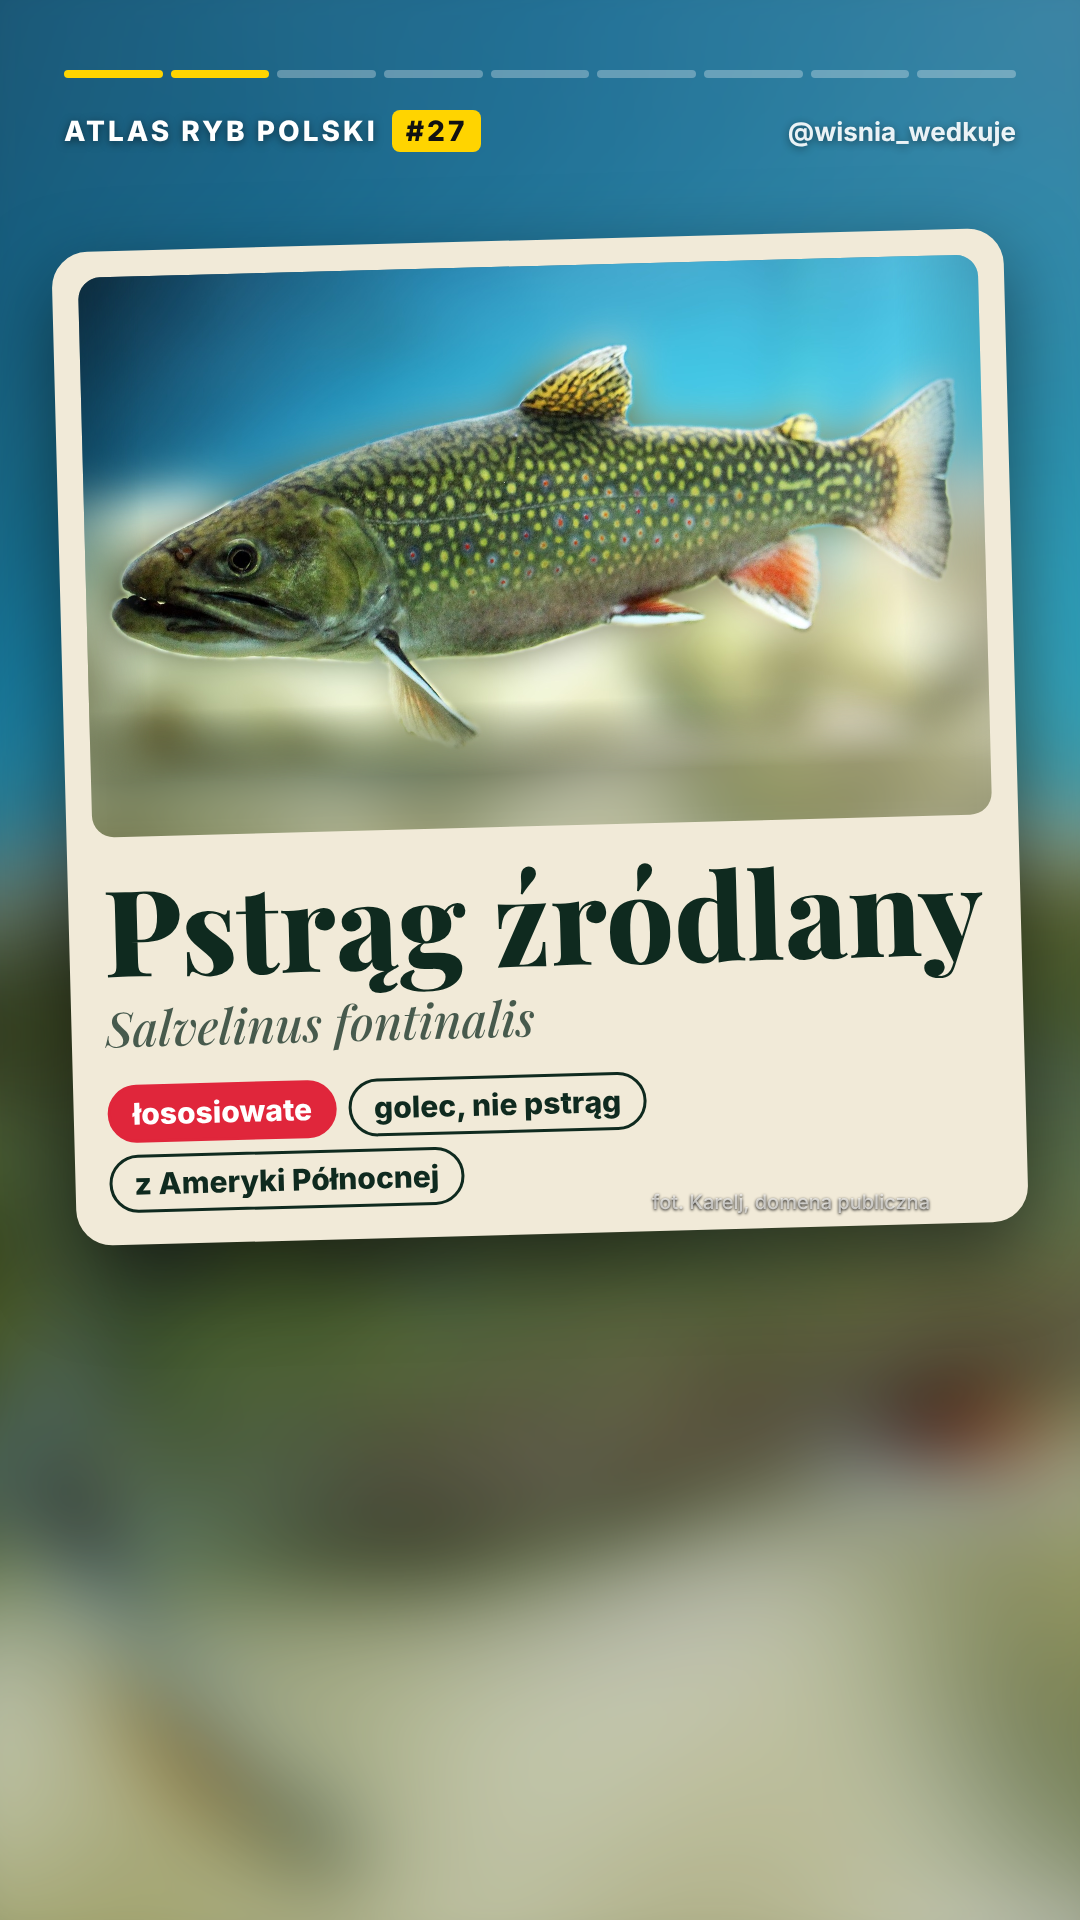 ATLAS RYB POLSKI #27
@wisnia_wedkuje
Pstrąg źródlany
Salvelinus fontinalis
łososiowate
golec, nie pstrąg
z Ameryki Północnej
fot. Karelj, domena publiczna